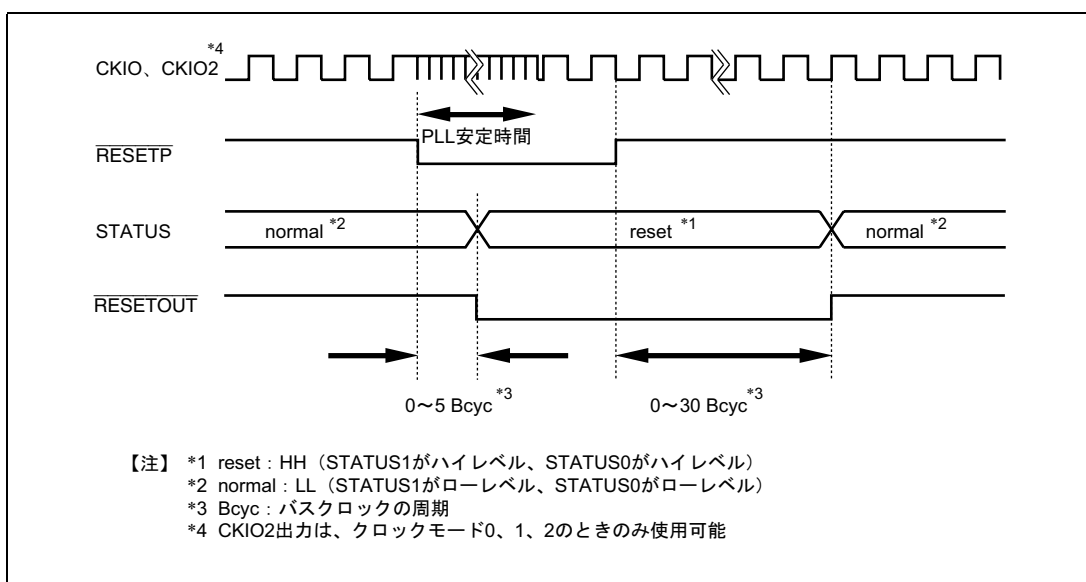 CKIO、CKIO2*4
PLL安定時間
RESETP
STATUS
normal *2
reset *1
normal *2
RESETOUT
0～5 Bcyc*3
0～30 Bcyc*3
【注】 *1 reset：HH（STATUS1がハイレベル、STATUS0がハイレベル）
*2 normal：LL（STATUS1がローレベル、STATUS0がローレベル）
*3 Bcyc：バスクロックの周期
*4 CKIO2出力は、クロックモード0、1、2のときのみ使用可能